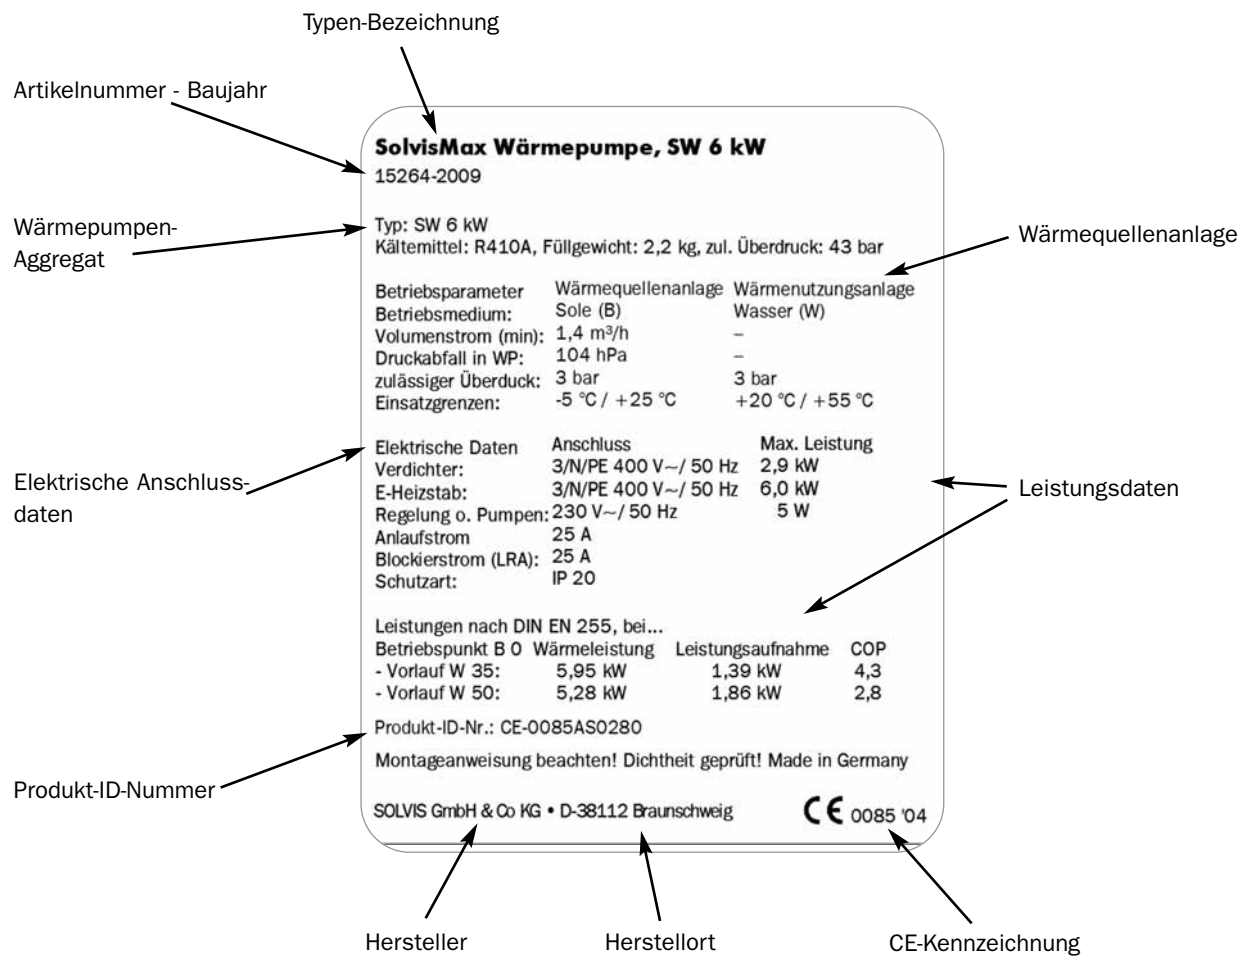 Typen-Bezeichnung
Artikelnummer - Baujahr
SolvisMax Wärmepumpe, SW 6 kW
15264-2009
Wärmepumpen-
Aggregat
Typ: SW 6 kW
Kältemittel: R410A, Füllgewicht: 2,2 kg, zul. Überdruck: 43 bar
Wärmequellenanlage
Betriebsparameter Wärmequellenanlage Wärmenutzungsanlage
Betriebsmedium: Sole (B) Wasser (W)
Volumenstrom (min): 1,4 m³/h –
Druckabfall in WP: 104 hPa –
zulässiger Überduck: 3 bar 3 bar
Einsatzgrenzen: -5 °C / +25 °C +20 °C / +55 °C
Elektrische Anschluss-
daten
Elektrische Daten Anschluss Max. Leistung
Verdichter: 3/N/PE 400 V~/ 50 Hz 2,9 kW
E-Heizstab: 3/N/PE 400 V~/ 50 Hz 6,0 kW
Regelung o. Pumpen: 230 V~/ 50 Hz 5 W
Anlaufstrom 25 A
Blockierstrom (LRA): 25 A
Schutzart: IP 20
Leistungsdaten
Leistungen nach DIN EN 255, bei...
Betriebspunkt B 0 Wärmeleistung Leistungsaufnahme COP
- Vorlauf W 35: 5,95 kW 1,39 kW 4,3
- Vorlauf W 50: 5,28 kW 1,86 kW 2,8
Produkt-ID-Nr.: CE-0085AS0280
Montageanweisung beachten! Dichtheit geprüft! Made in Germany
Produkt-ID-Nummer
SOLVIS GmbH & Co KG • D-38112 Braunschweig CE 0085 '04
Hersteller Herstellort CE-Kennzeichnung